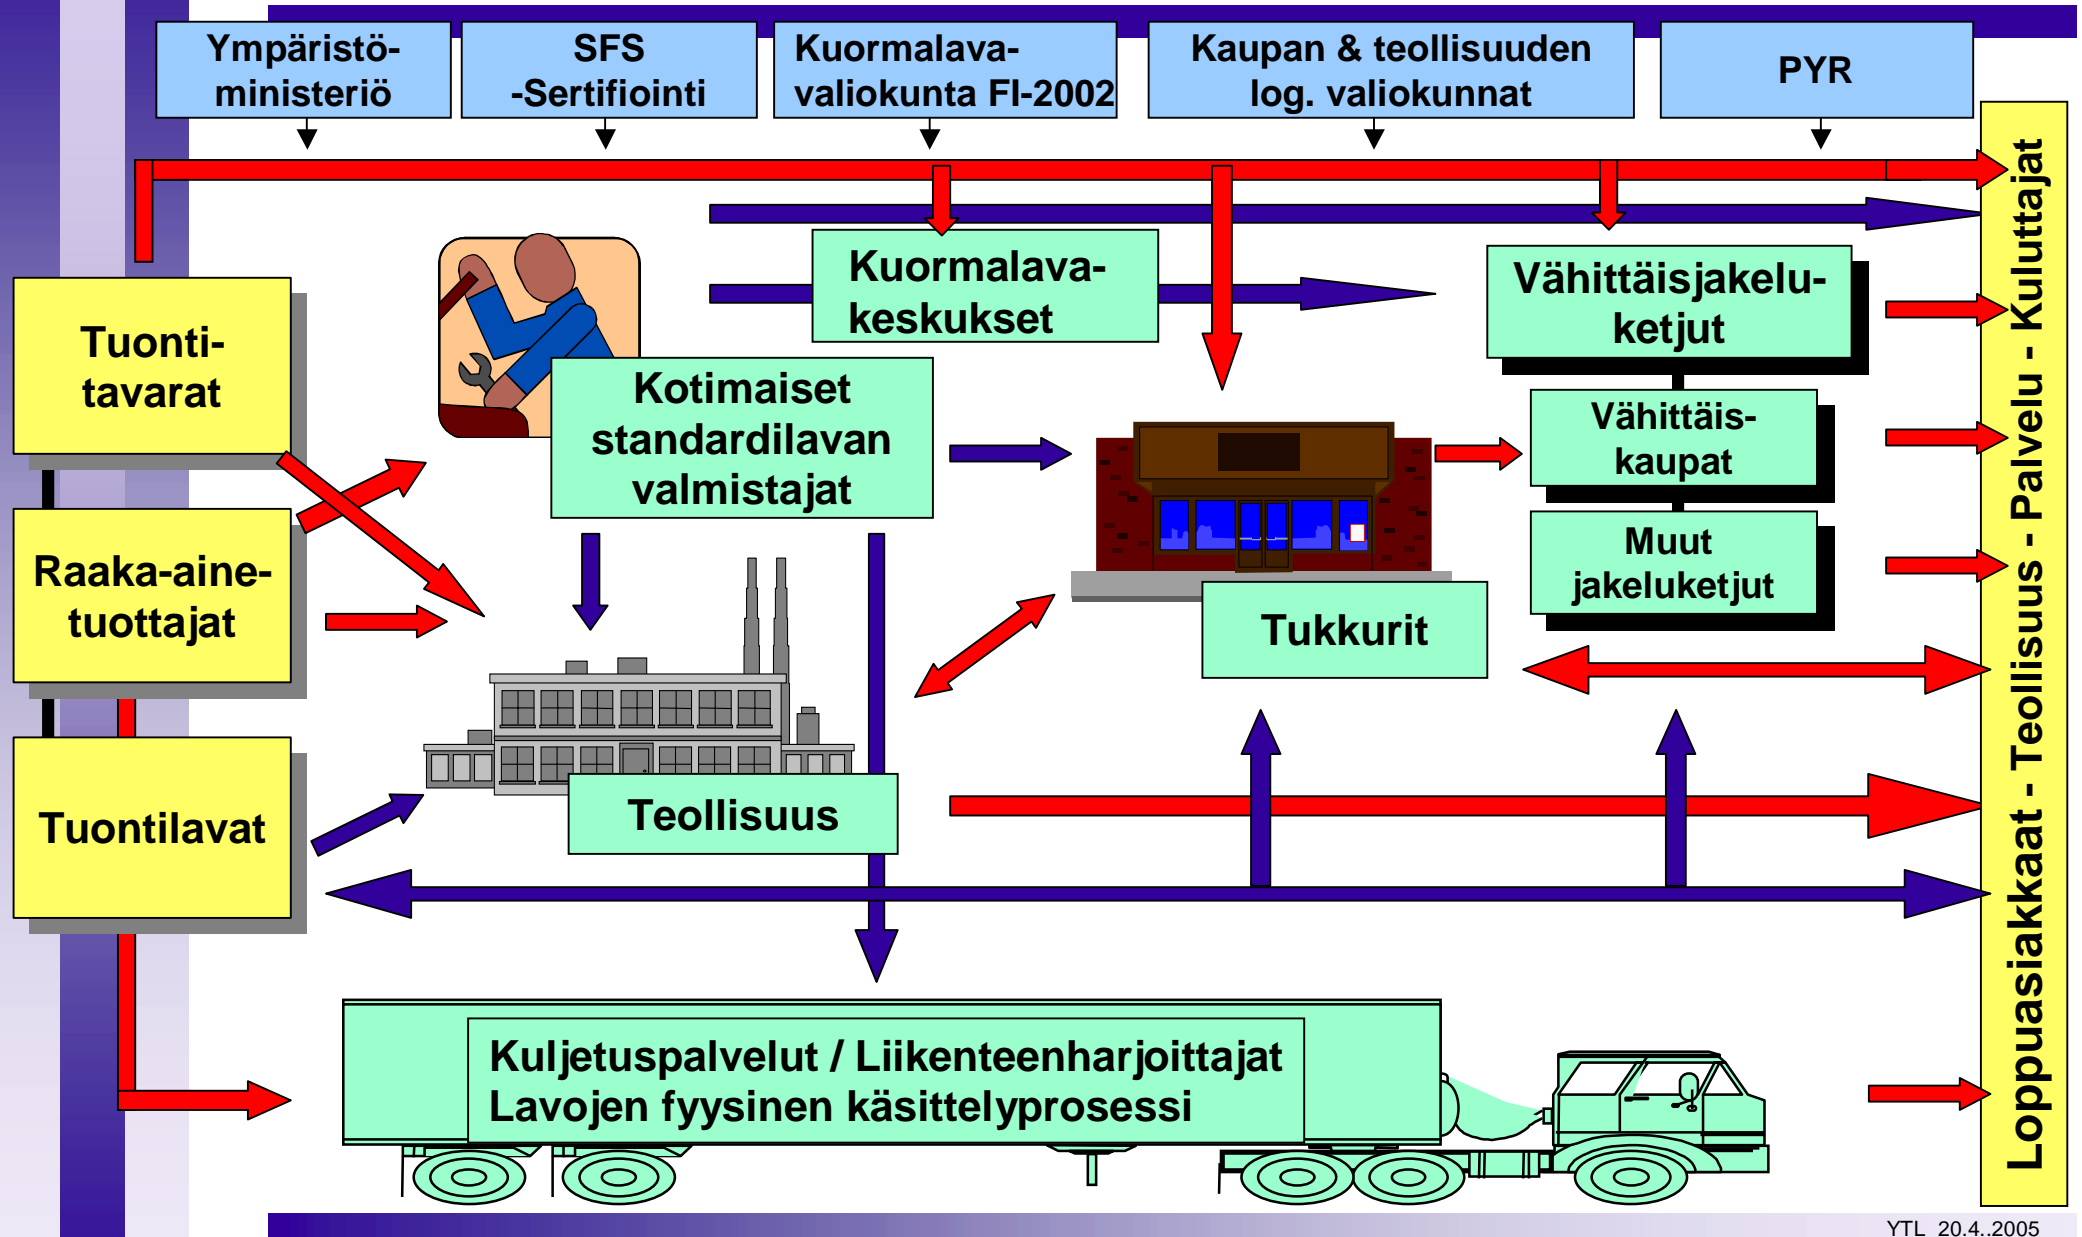 Ympäristö-
ministeriö
SFS
-Sertifiointi
Kuormalava-
valiokunta FI-2002
Kaupan & teollisuuden
log. valiokunnat
PYR
Kuormalava-
keskukset
Vähittäisjakelu-
ketjut
Tuonti-
tavarat
Kotimaiset
standardilavan
valmistajat
Vähittäis-
kaupat
Raaka-aine-
tuottajat
Muut
jakeluketjut
Tukkurit
Tuontilavat
Teollisuus
Kuljetuspalvelut / Liikenteenharjoittajat
Lavojen fyysinen käsittelyprosessi
Loppuasiakkaat - Teollisuus - Palvelu - Kuluttajat
YTL 20.4..2005